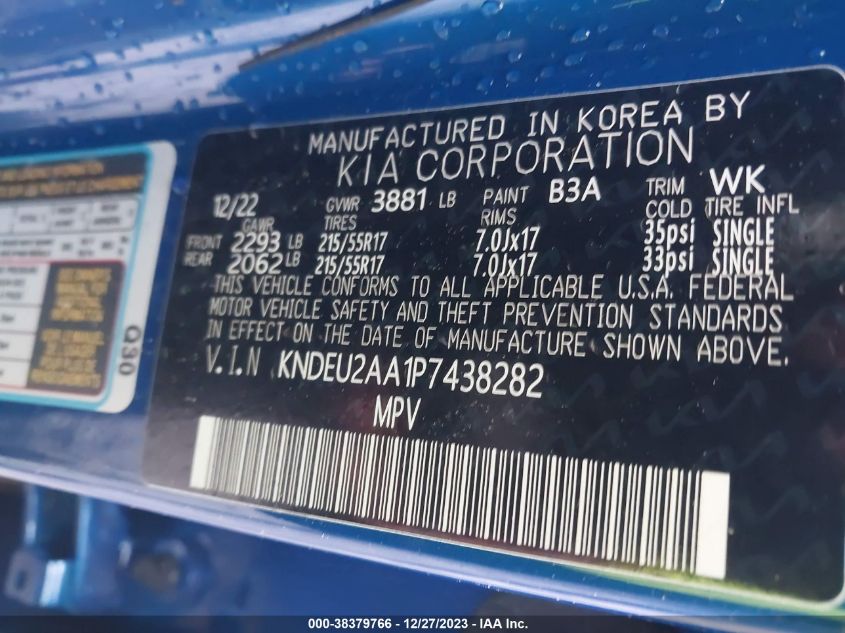 MANUFACTURED IN KOREA BY
KIA CORPORATION
12/22 GVWR 3881 LB PAINT B3A TRIM WK
GAWR TIRES RIMS COLD TIRE INFL
FRONT 2293 LB 215/55R17 7.0Jx17 35psi SINGLE
REAR 2062 LB 215/55R17 7.0Jx17 33psi SINGLE
THIS VEHICLE CONFORMS TO ALL APPLICABLE U.S.A. FEDERAL
MOTOR VEHICLE SAFETY AND THEFT PREVENTION STANDARDS
IN EFFECT ON THE DATE OF MANUFACTURE SHOWN ABOVE.
V.I.N KNDEU2AA1P7438282
MPV
Q30
000-38379766 - 12/27/2023 - IAA Inc.